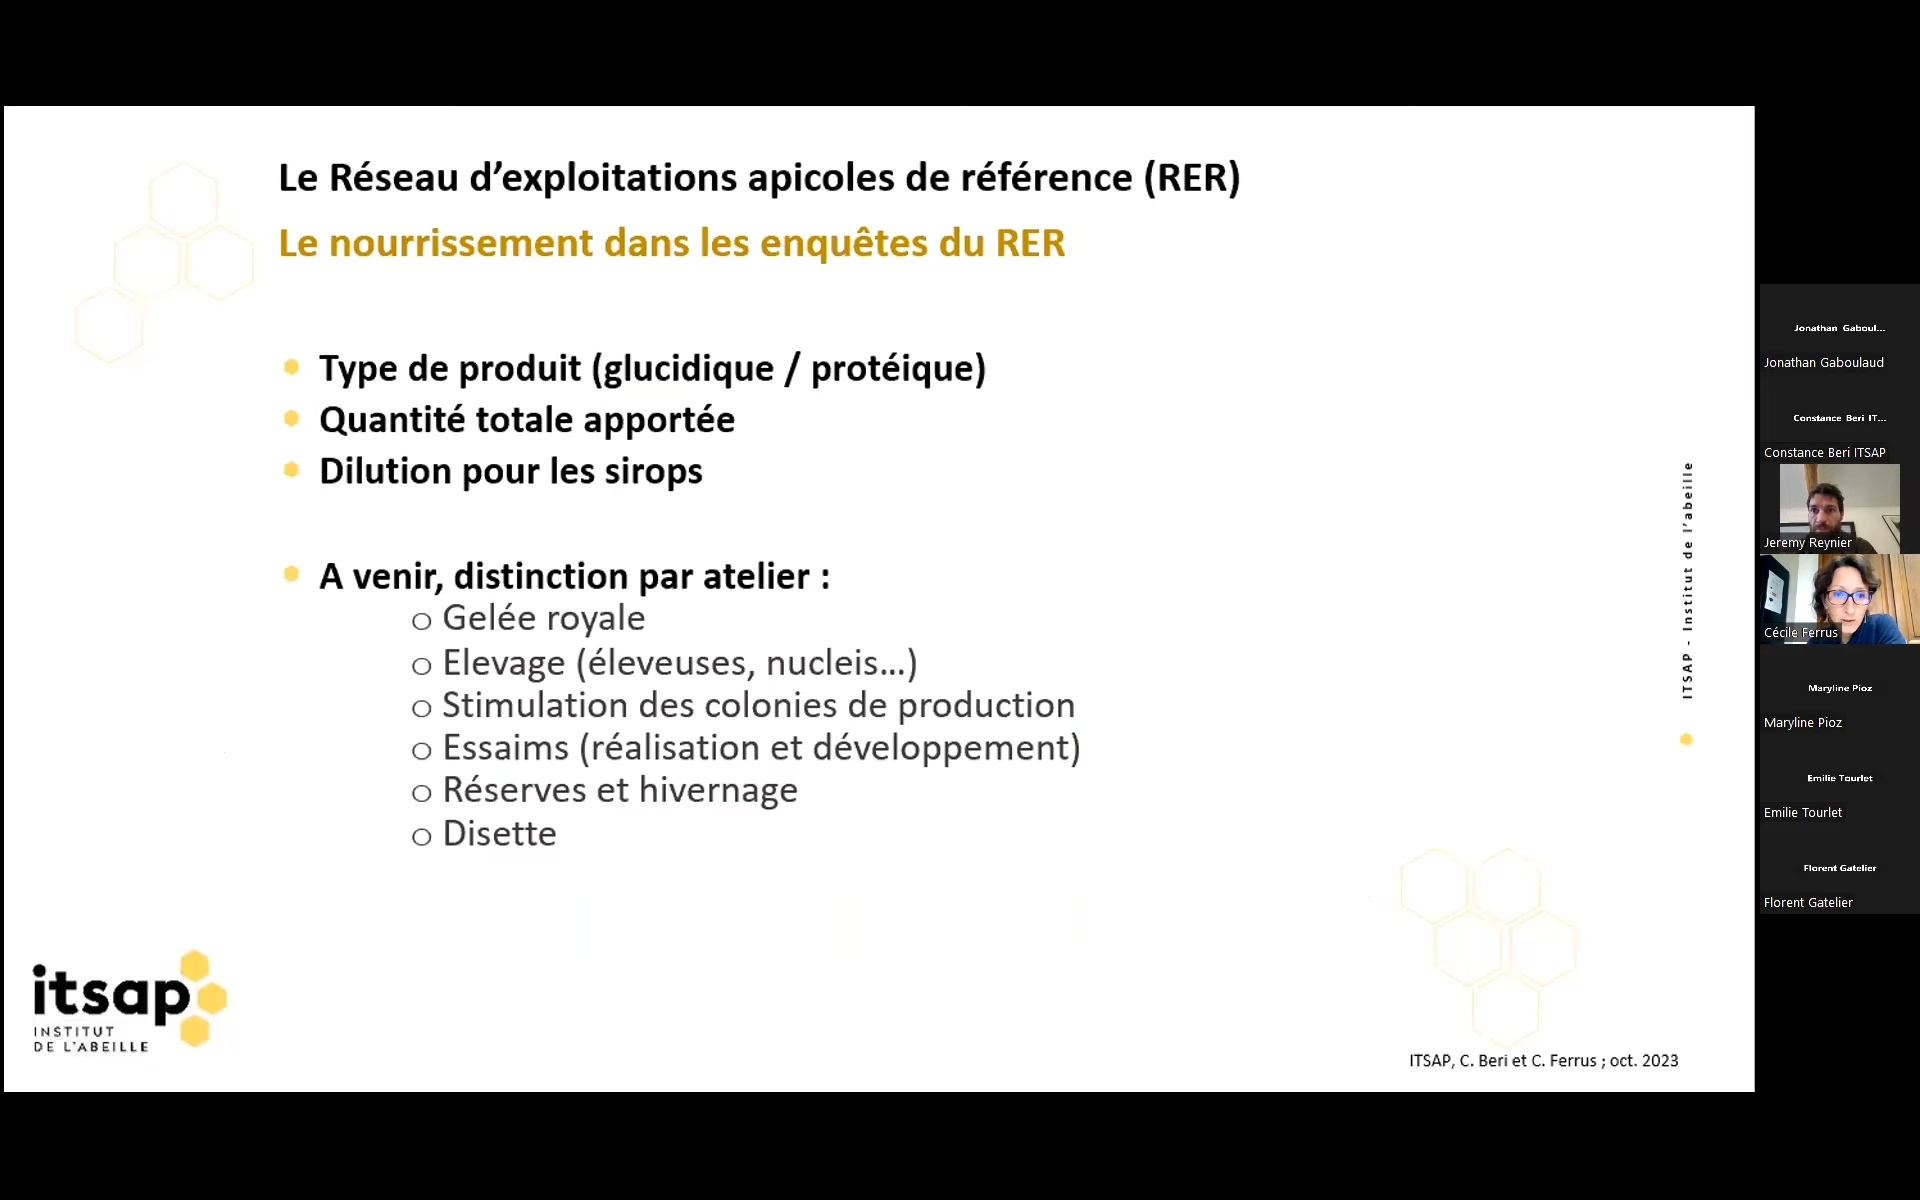 Le Réseau d’exploitations apicoles de référence (RER)
Le nourrissement dans les enquêtes du RER
Type de produit (glucidique / protéique)
Quantité totale apportée
Dilution pour les sirops
A venir, distinction par atelier :
o Gelée royale
o Elevage (éleveuses, nucleis...)
o Stimulation des colonies de production
o Essaims (réalisation et développement)
o Réserves et hivernage
o Disette
ITSAP - Institut de l’abeille
itsap
INSTITUT
DE L'ABEILLE
ITSAP, C. Beri et C. Ferrus ; oct. 2023
Jonathan Gaboul...
Jonathan Gaboulaud
Constance Beri IT...
Constance Beri ITSAP
Jeremy Reynier
Cécile Ferrus
Maryline Pioz
Maryline Pioz
Emilie Tourlet
Emilie Tourlet
Florent Gatelier
Florent Gatelier